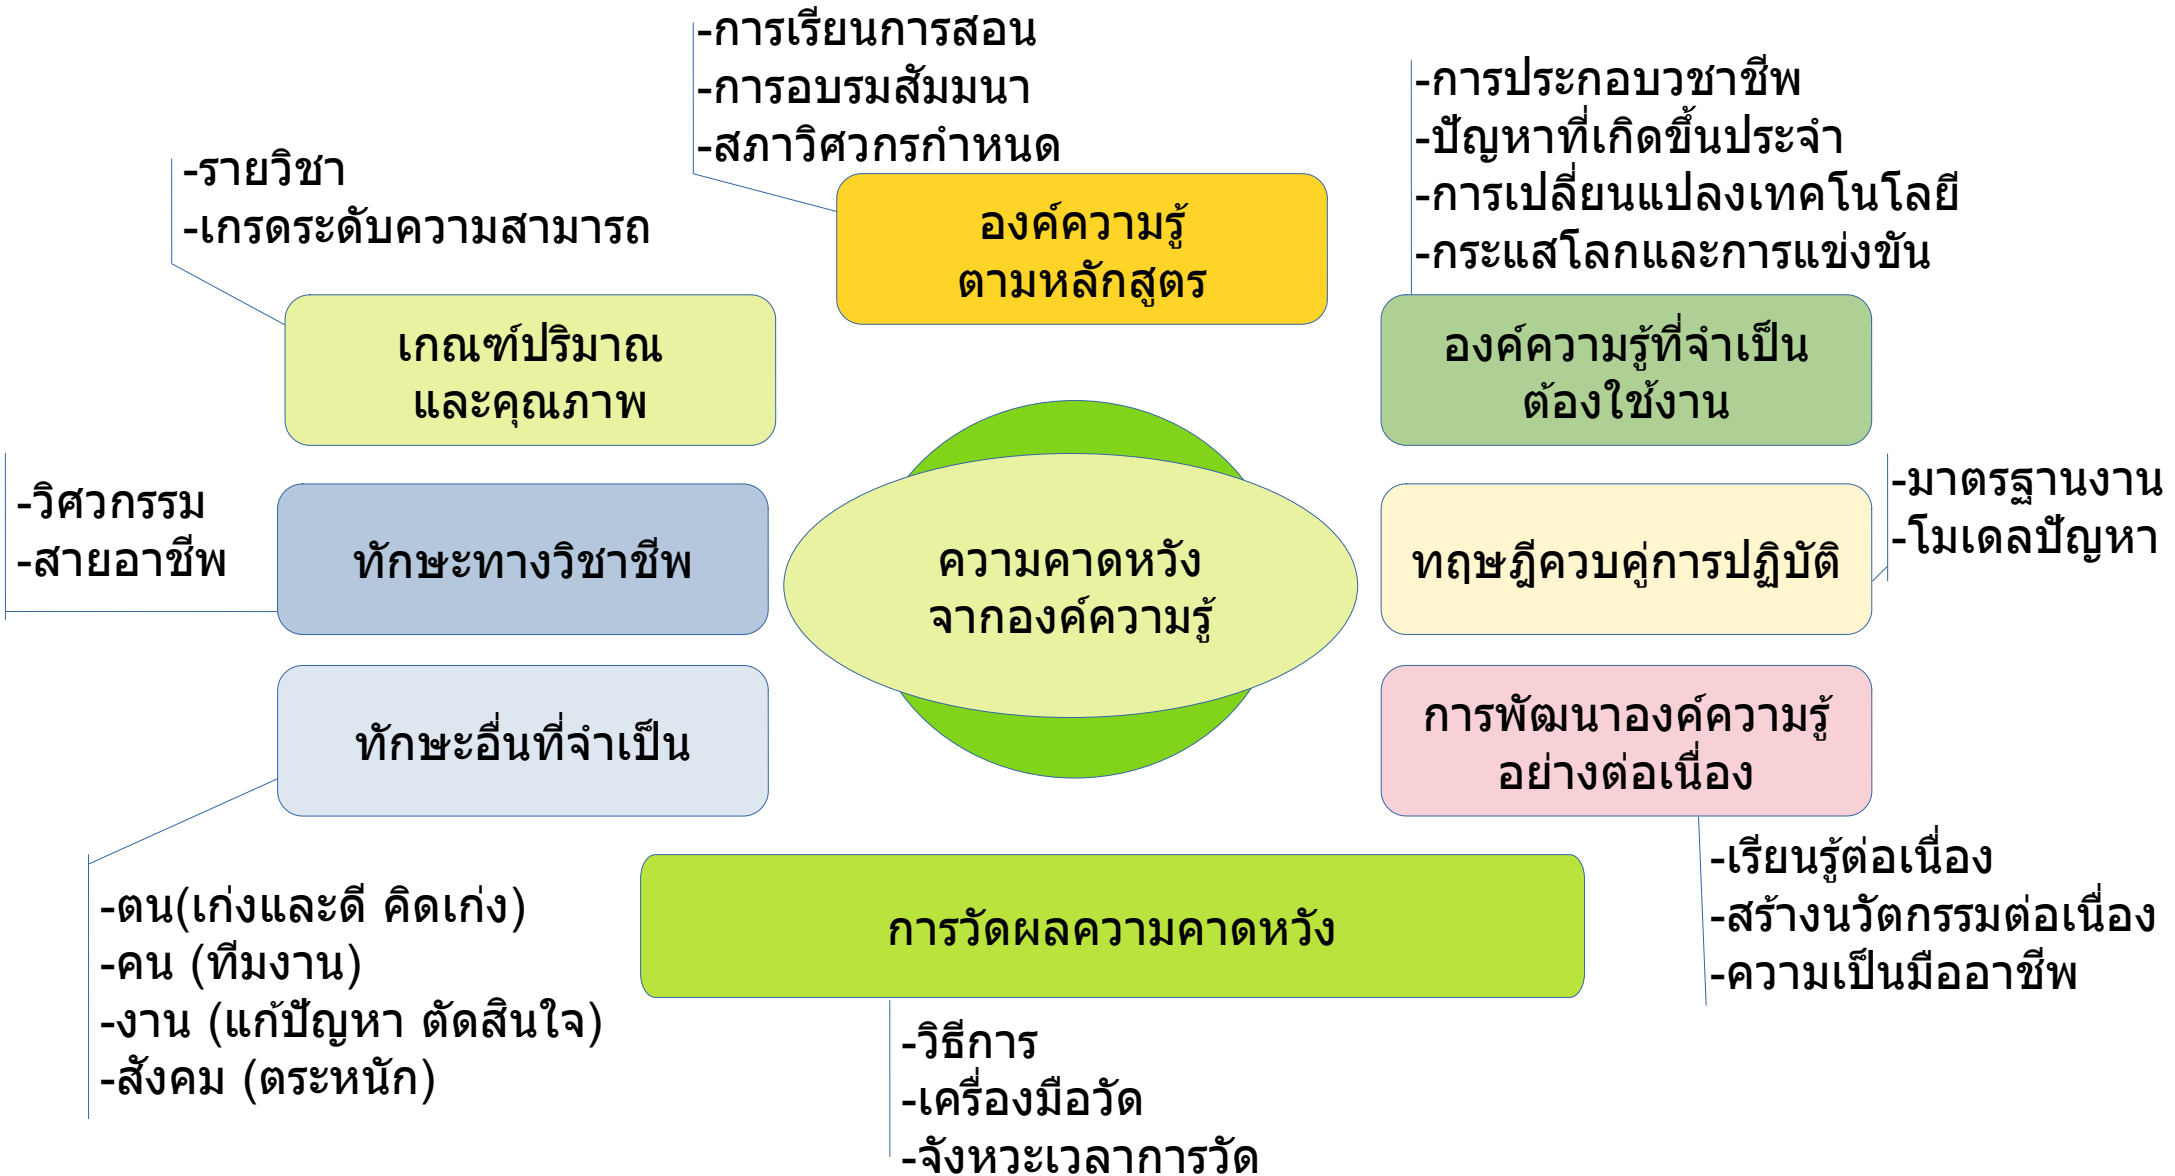 -การเรียนการสอน
-การอบรมสัมมนา
-สภาวิศวกรกำหนด
องค์ความรู้
ตามหลักสูตร
-การประกอบวชาชีพ
-ปัญหาที่เกิดขึ้นประจำ
-การเปลี่ยนแปลงเทคโนโลยี
-กระแสโลกและการแข่งขัน
องค์ความรู้ที่จำเป็น
ต้องใช้งาน
-รายวิชา
-เกรดระดับความสามารถ
เกณฑ์ปริมาณ
และคุณภาพ
-วิศวกรรม
-สายอาชีพ
ทักษะทางวิชาชีพ
ความคาดหวัง
จากองค์ความรู้
ทฤษฎีควบคู่การปฏิบัติ
-มาตรฐานงาน
-โมเดลปัญหา
ทักษะอื่นที่จำเป็น
-ตน(เก่งและดี คิดเก่ง)
-คน (ทีมงาน)
-งาน (แก้ปัญหา ตัดสินใจ)
-สังคม (ตระหนัก)
การพัฒนาองค์ความรู้
อย่างต่อเนื่อง
-เรียนรู้ต่อเนื่อง
-สร้างนวัตกรรมต่อเนื่อง
-ความเป็นมืออาชีพ
การวัดผลความคาดหวัง
-วิธีการ
-เครื่องมือวัด
-จังหวะเวลาการวัด